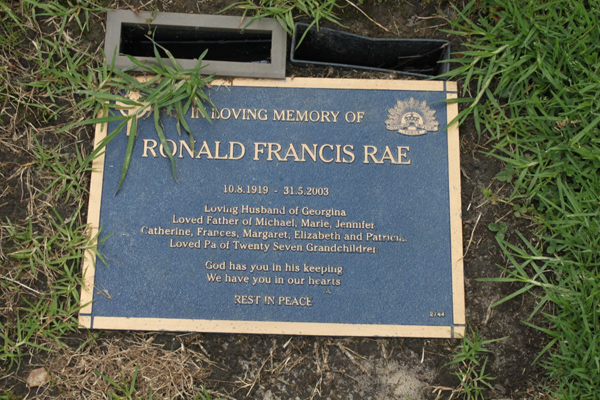 IN LOVING MEMORY OF
RONALD FRANCIS RAE
10.8.1919 - 31.5.2003
Loving Husband of Georgina
Loved Father of Michael, Marie, Jennifer
Catherine, Frances, Margaret, Elizabeth and Patricia
Loved Pa of Twenty Seven Grandchildren
God has you in his keeping
We have you in our hearts
REST IN PEACE
2/44